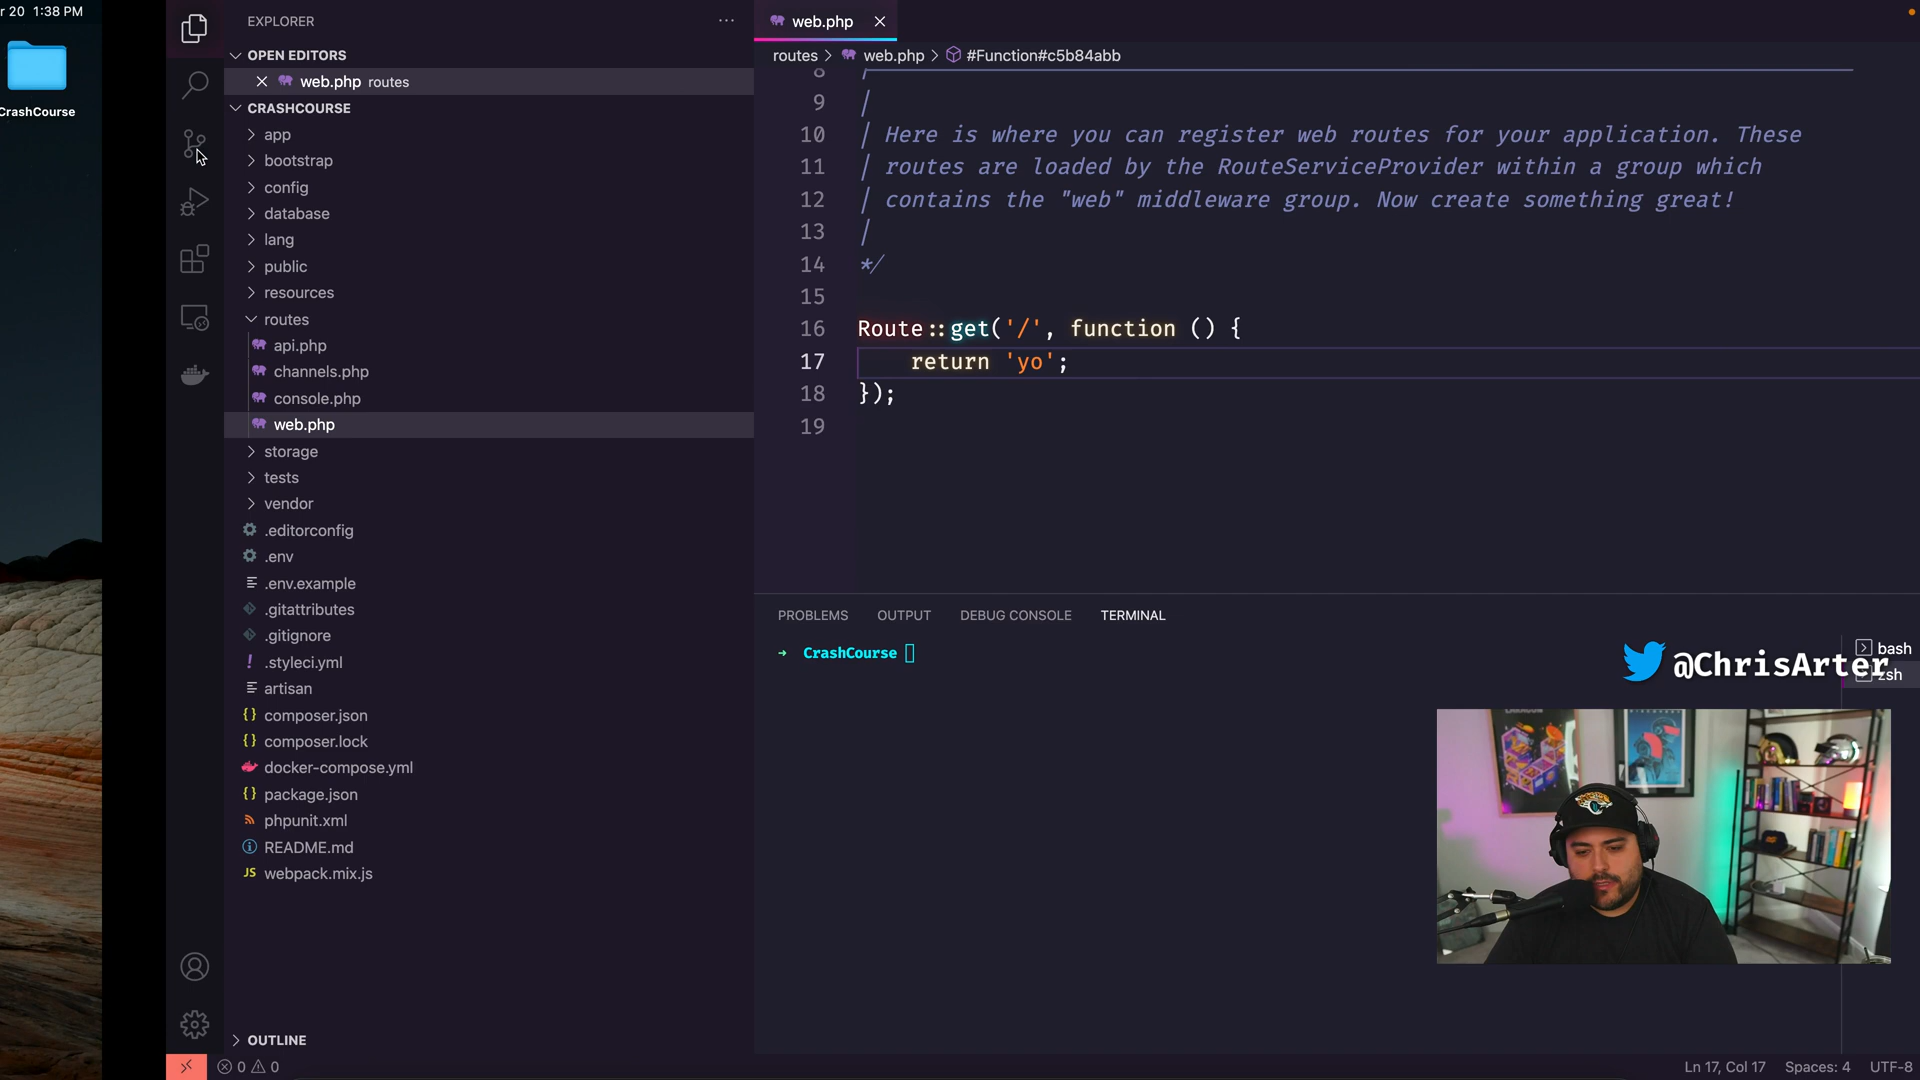 r 20 1:38 PM
CrashCourse
EXPLORER
OPEN EDITORS
web.php routes
CRASHCOURSE
app
bootstrap
config
database
lang
public
resources
routes
api.php
channels.php
console.php
web.php
storage
tests
vendor
.editorconfig
.env
.env.example
.gitattributes
.gitignore
.styleci.yml
artisan
composer.json
composer.lock
docker-compose.yml
package.json
phpunit.xml
README.md
JS webpack.mix.js
OUTLINE
0 0
web.php
routes > web.php > #Function#c5b84abb
8
9 |
10 | Here is where you can register web routes for your application. These
11 | routes are loaded by the RouteServiceProvider within a group which
12 | contains the "web" middleware group. Now create something great!
13 |
14 */
15
16 Route::get('/', function () {
17 return 'yo';
18 });
19
PROBLEMS OUTPUT DEBUG CONSOLE TERMINAL
→ CrashCourse
bash
zsh
@ChrisArter
Ln 17, Col 17 Spaces: 4 UTF-8